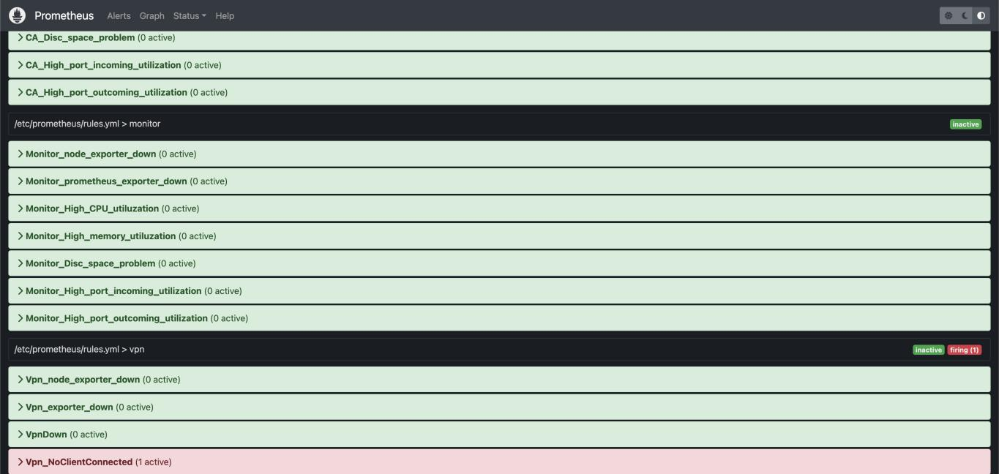 Prometheus Alerts Graph Status Help
CA_Disc_space_problem (0 active)
CA_High_port_incoming_utilization (0 active)
CA_High_port_outcoming_utilization (0 active)
/etc/prometheus/rules.yml > monitor inactive
Monitor_node_exporter_down (0 active)
Monitor_prometheus_exporter_down (0 active)
Monitor_High_CPU_utiluzation (0 active)
Monitor_High_memory_utiluzation (0 active)
Monitor_Disc_space_problem (0 active)
Monitor_High_port_incoming_utilization (0 active)
Monitor_High_port_outcoming_utilization (0 active)
/etc/prometheus/rules.yml > vpn inactive firing (1)
Vpn_node_exporter_down (0 active)
Vpn_exporter_down (0 active)
VpnDown (0 active)
Vpn_NoClientConnected (1 active)